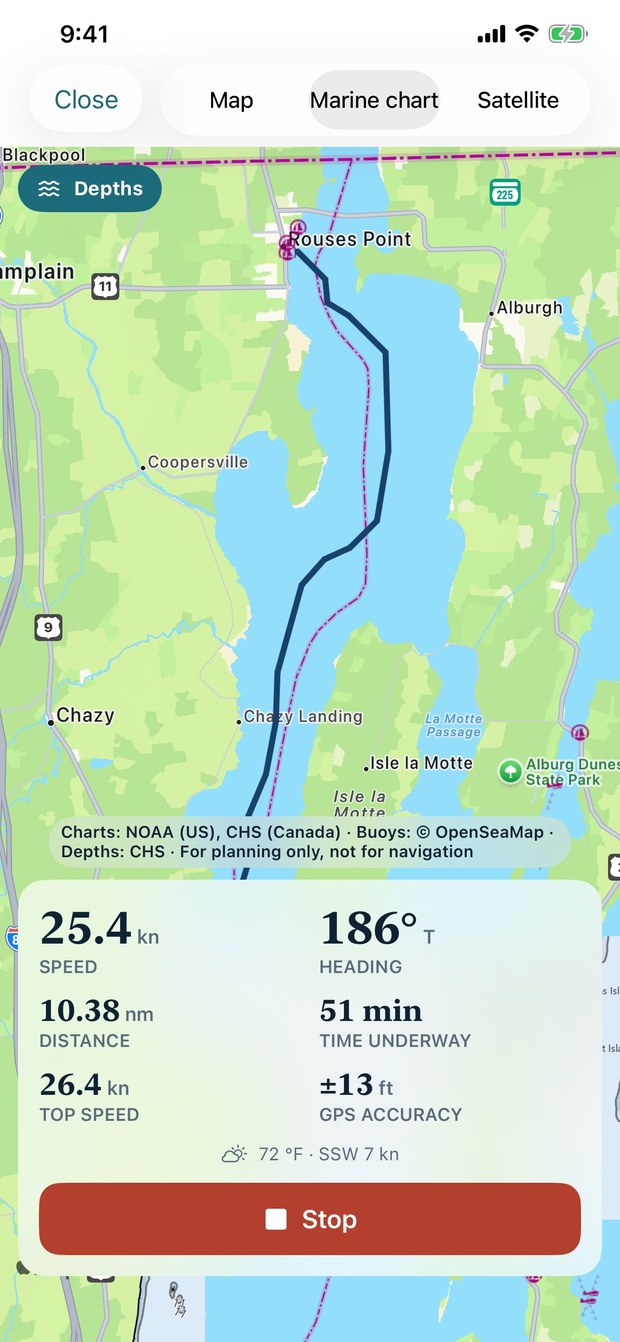 9:41
Close
Map
Marine chart
Satellite
Blackpool
Depths
225
Rouses Point
amplain
11
Alburgh
Coopersville
9
Chazy
Chazy Landing
La Motte
Passage
Isle la Motte
Alburg Dunes
State Park
Isle la
Motte
Charts: NOAA (US), CHS (Canada) · Buoys: © OpenSeaMap ·
Depths: CHS · For planning only, not for navigation
25.4 kn
SPEED
186° T
HEADING
10.38 nm
DISTANCE
51 min
TIME UNDERWAY
26.4 kn
TOP SPEED
±13 ft
GPS ACCURACY
72 °F · SSW 7 kn
Stop